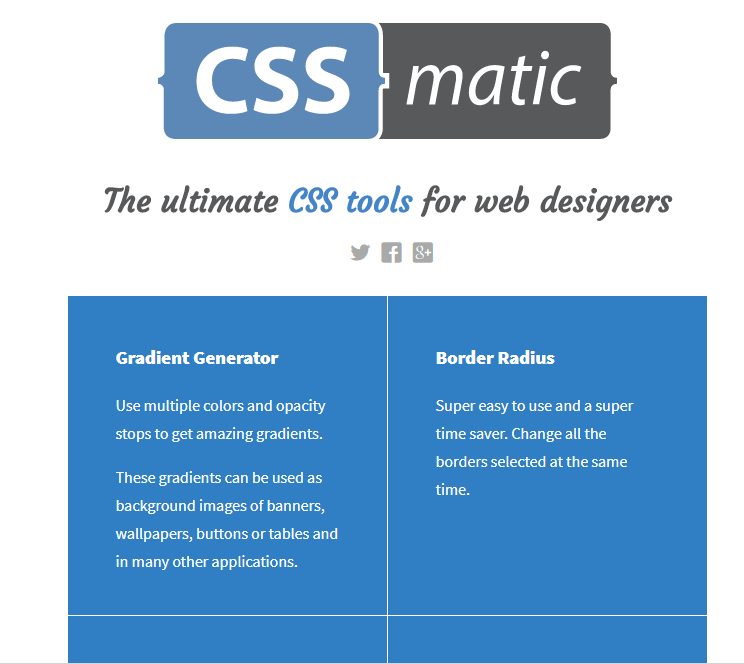 CSS matic
The ultimate CSS tools for web designers
Gradient Generator
Use multiple colors and opacity
stops to get amazing gradients.
These gradients can be used as
background images of banners,
wallpapers, buttons or tables and
in many other applications.
Border Radius
Super easy to use and a super
time saver. Change all the
borders selected at the same
time.